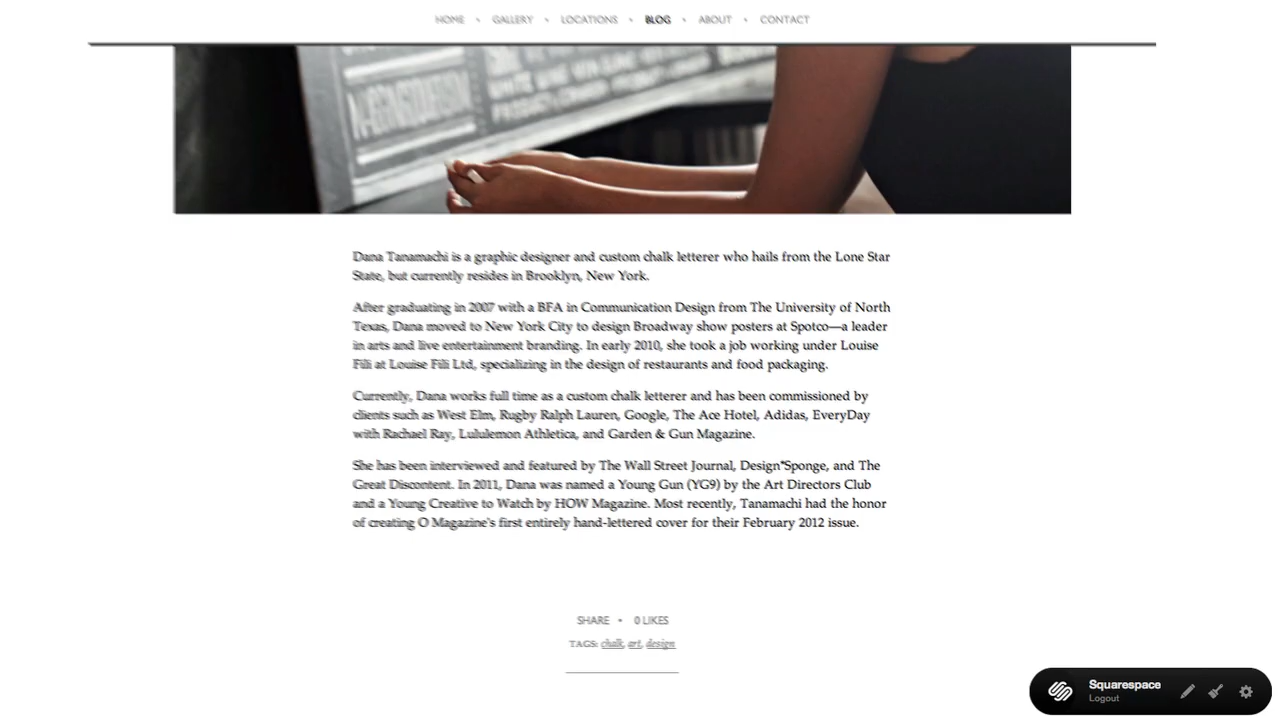 HOME • GALLERY • LOCATIONS • BLOG • ABOUT • CONTACT
WHITE WINE
Dana Tanamachi is a graphic designer and custom chalk letterer who hails from the Lone Star
State, but currently resides in Brooklyn, New York.
After graduating in 2007 with a BFA in Communication Design from The University of North
Texas, Dana moved to New York City to design Broadway show posters at Spotco—a leader
in arts and live entertainment branding. In early 2010, she took a job working under Louise
Fili at Louise Fili Ltd, specializing in the design of restaurants and food packaging.
Currently, Dana works full time as a custom chalk letterer and has been commissioned by
clients such as West Elm, Rugby Ralph Lauren, Google, The Ace Hotel, Adidas, EveryDay
with Rachael Ray, Lululemon Athletica, and Garden & Gun Magazine.
She has been interviewed and featured by The Wall Street Journal, Design*Sponge, and The
Great Discontent. In 2011, Dana was named a Young Gun (YG9) by the Art Directors Club
and a Young Creative to Watch by HOW Magazine. Most recently, Tanamachi had the honor
of creating O Magazine's first entirely hand-lettered cover for their February 2012 issue.
SHARE • 0 LIKES
TAGS: chalk, art, design
Squarespace
Logout